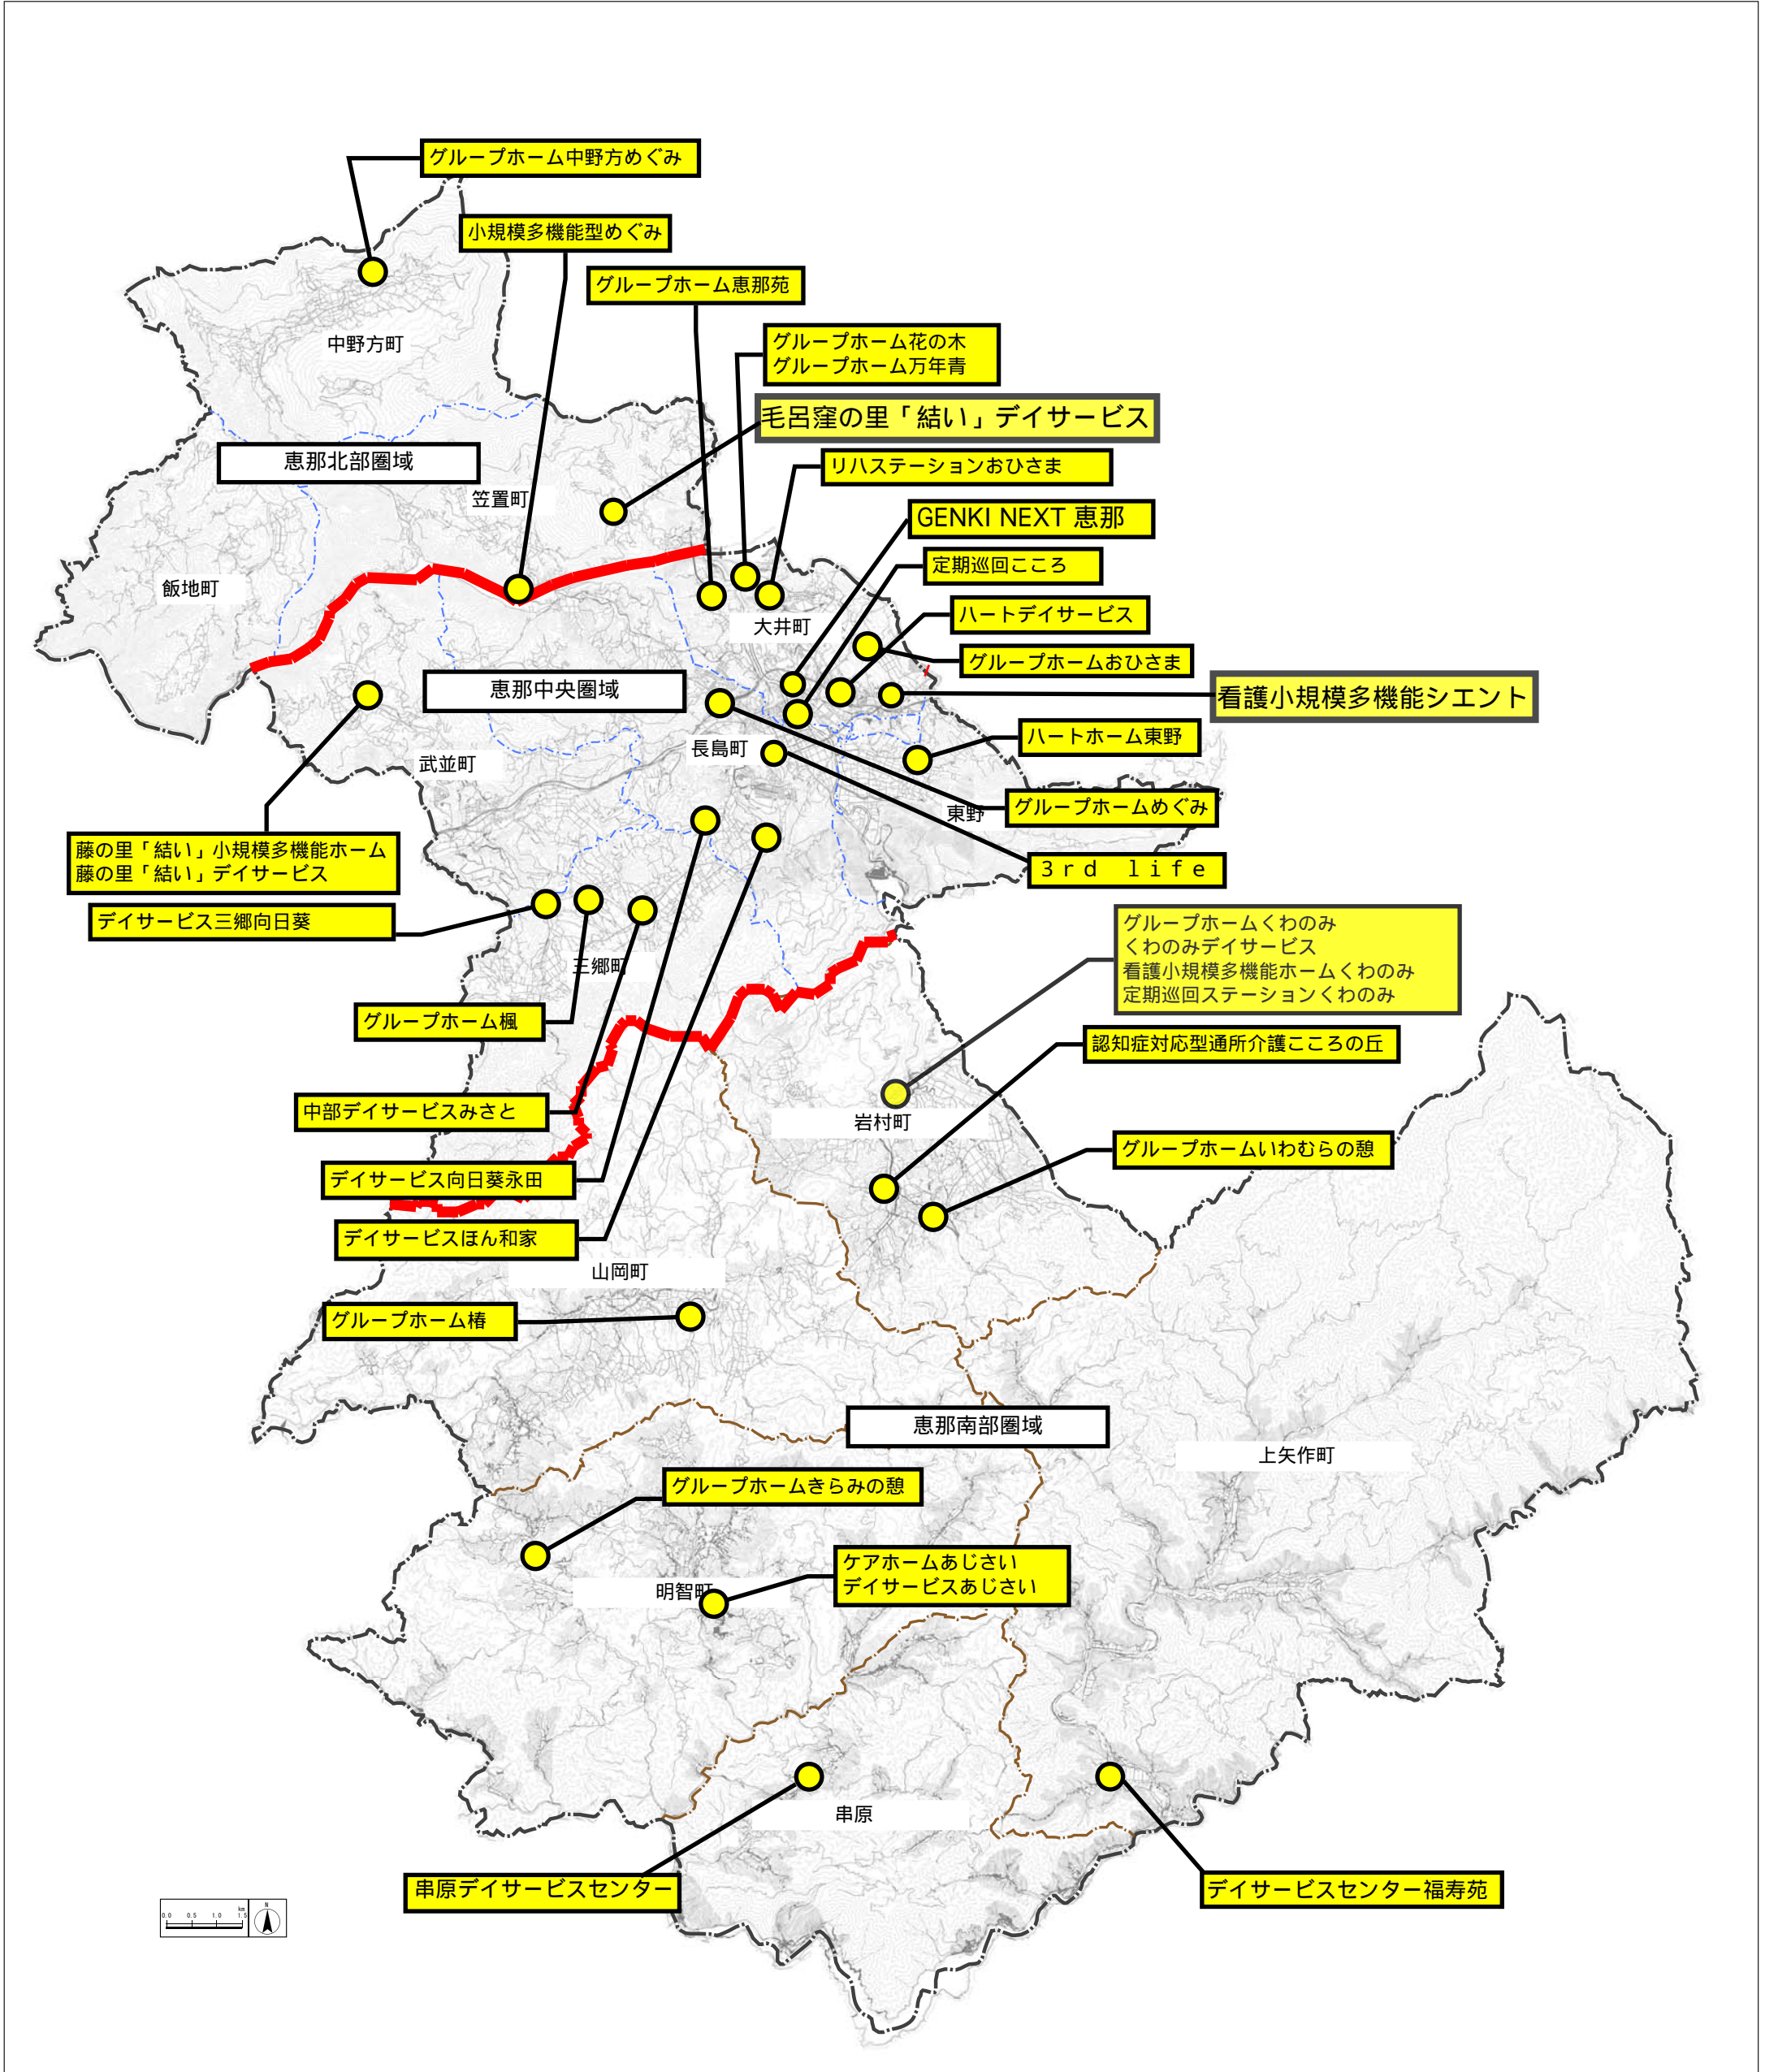 グループホーム中野方めぐみ
小規模多機能型めぐみ
グループホーム恵那苑
グループホーム花の木
グループホーム万年青
中野方町
毛呂窪の里「結い」デイサービス
恵那北部圏域
リハステーションおひさま
笠置町
GENKI NEXT 恵那
定期巡回こころ
飯地町
ハートデイサービス
大井町
グループホームおひさま
恵那中央圏域
看護小規模多機能シエント
ハートホーム東野
長島町
武並町
グループホームめぐみ
東野
藤の里「結い」小規模多機能ホーム
藤の里「結い」デイサービス
3rd life
デイサービス三郷向日葵
グループホームくわのみ
くわのみデイサービス
看護小規模多機能ホームくわのみ
定期巡回ステーションくわのみ
三郷町
グループホーム楓
認知症対応型通所介護こころの丘
中部デイサービスみさと
岩村町
グループホームいわむらの憩
デイサービス向日葵永田
デイサービスほん和家
山岡町
グループホーム椿
恵那南部圏域
上矢作町
グループホームきらみの憩
ケアホームあじさい
デイサービスあじさい
明智町
串原
串原デイサービスセンター
デイサービスセンター福寿苑
km
0.0 0.5 1.0 1.5
N